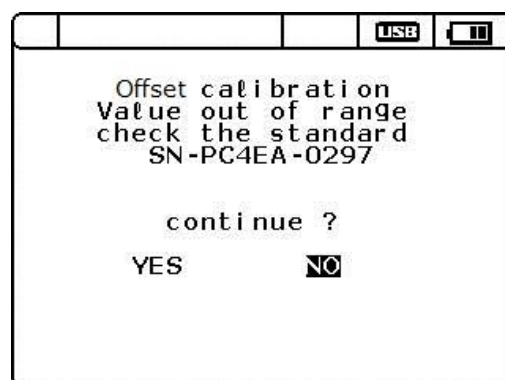 USB
Offset calibration
Value out of range
check the standard
SN-PC4EA-0297
continue ?
YES NO